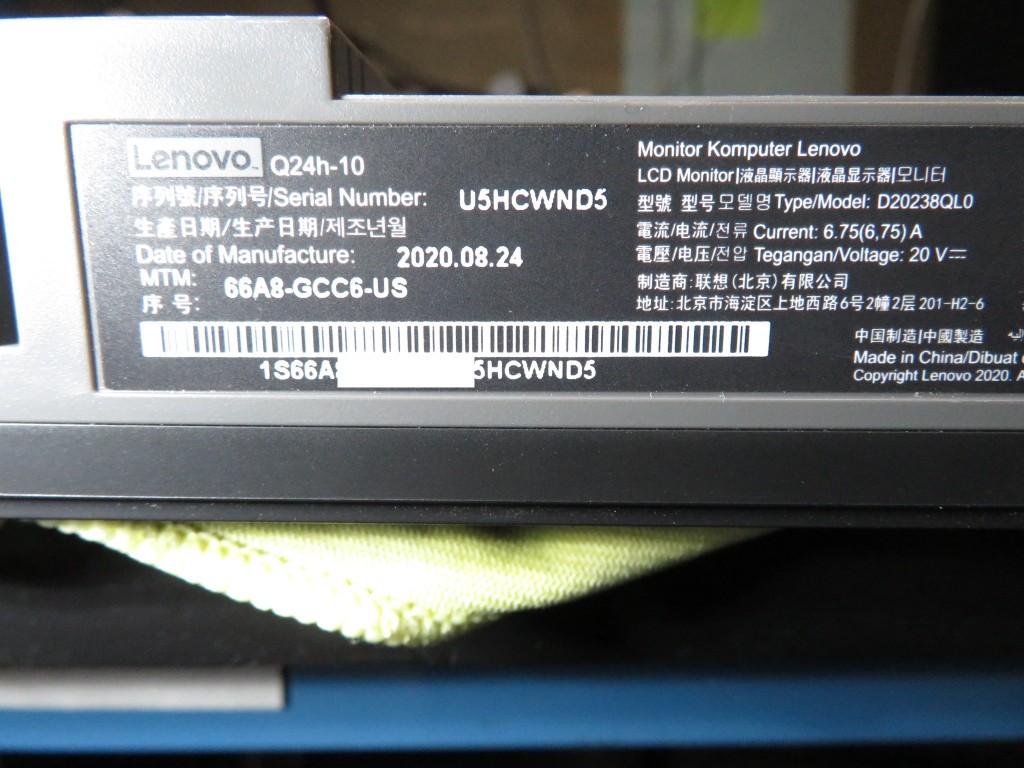 Lenovo Q24h-10
序列號/序列号/Serial Number: U5HCWND5
生產日期/生产日期/제조년월
Date of Manufacture: 2020.08.24
MTM: 66A8-GCC6-US
序 号:
1S66A 5HCWND5
Monitor Komputer Lenovo
LCD Monitor|液晶顯示器|液晶显示器|모니터
型號 型号 모델명 Type/Model: D20238QL0
電流/电流/전류 Current: 6.75(6,75) A
電壓/电压/전압 Tegangan/Voltage: 20 V⎓
制造商:联想(北京)有限公司
地址:北京市海淀区上地西路6号2幢2层 201-H2-6
中国制造|中國製造
Made in China/Dibuat
Copyright Lenovo 2020.